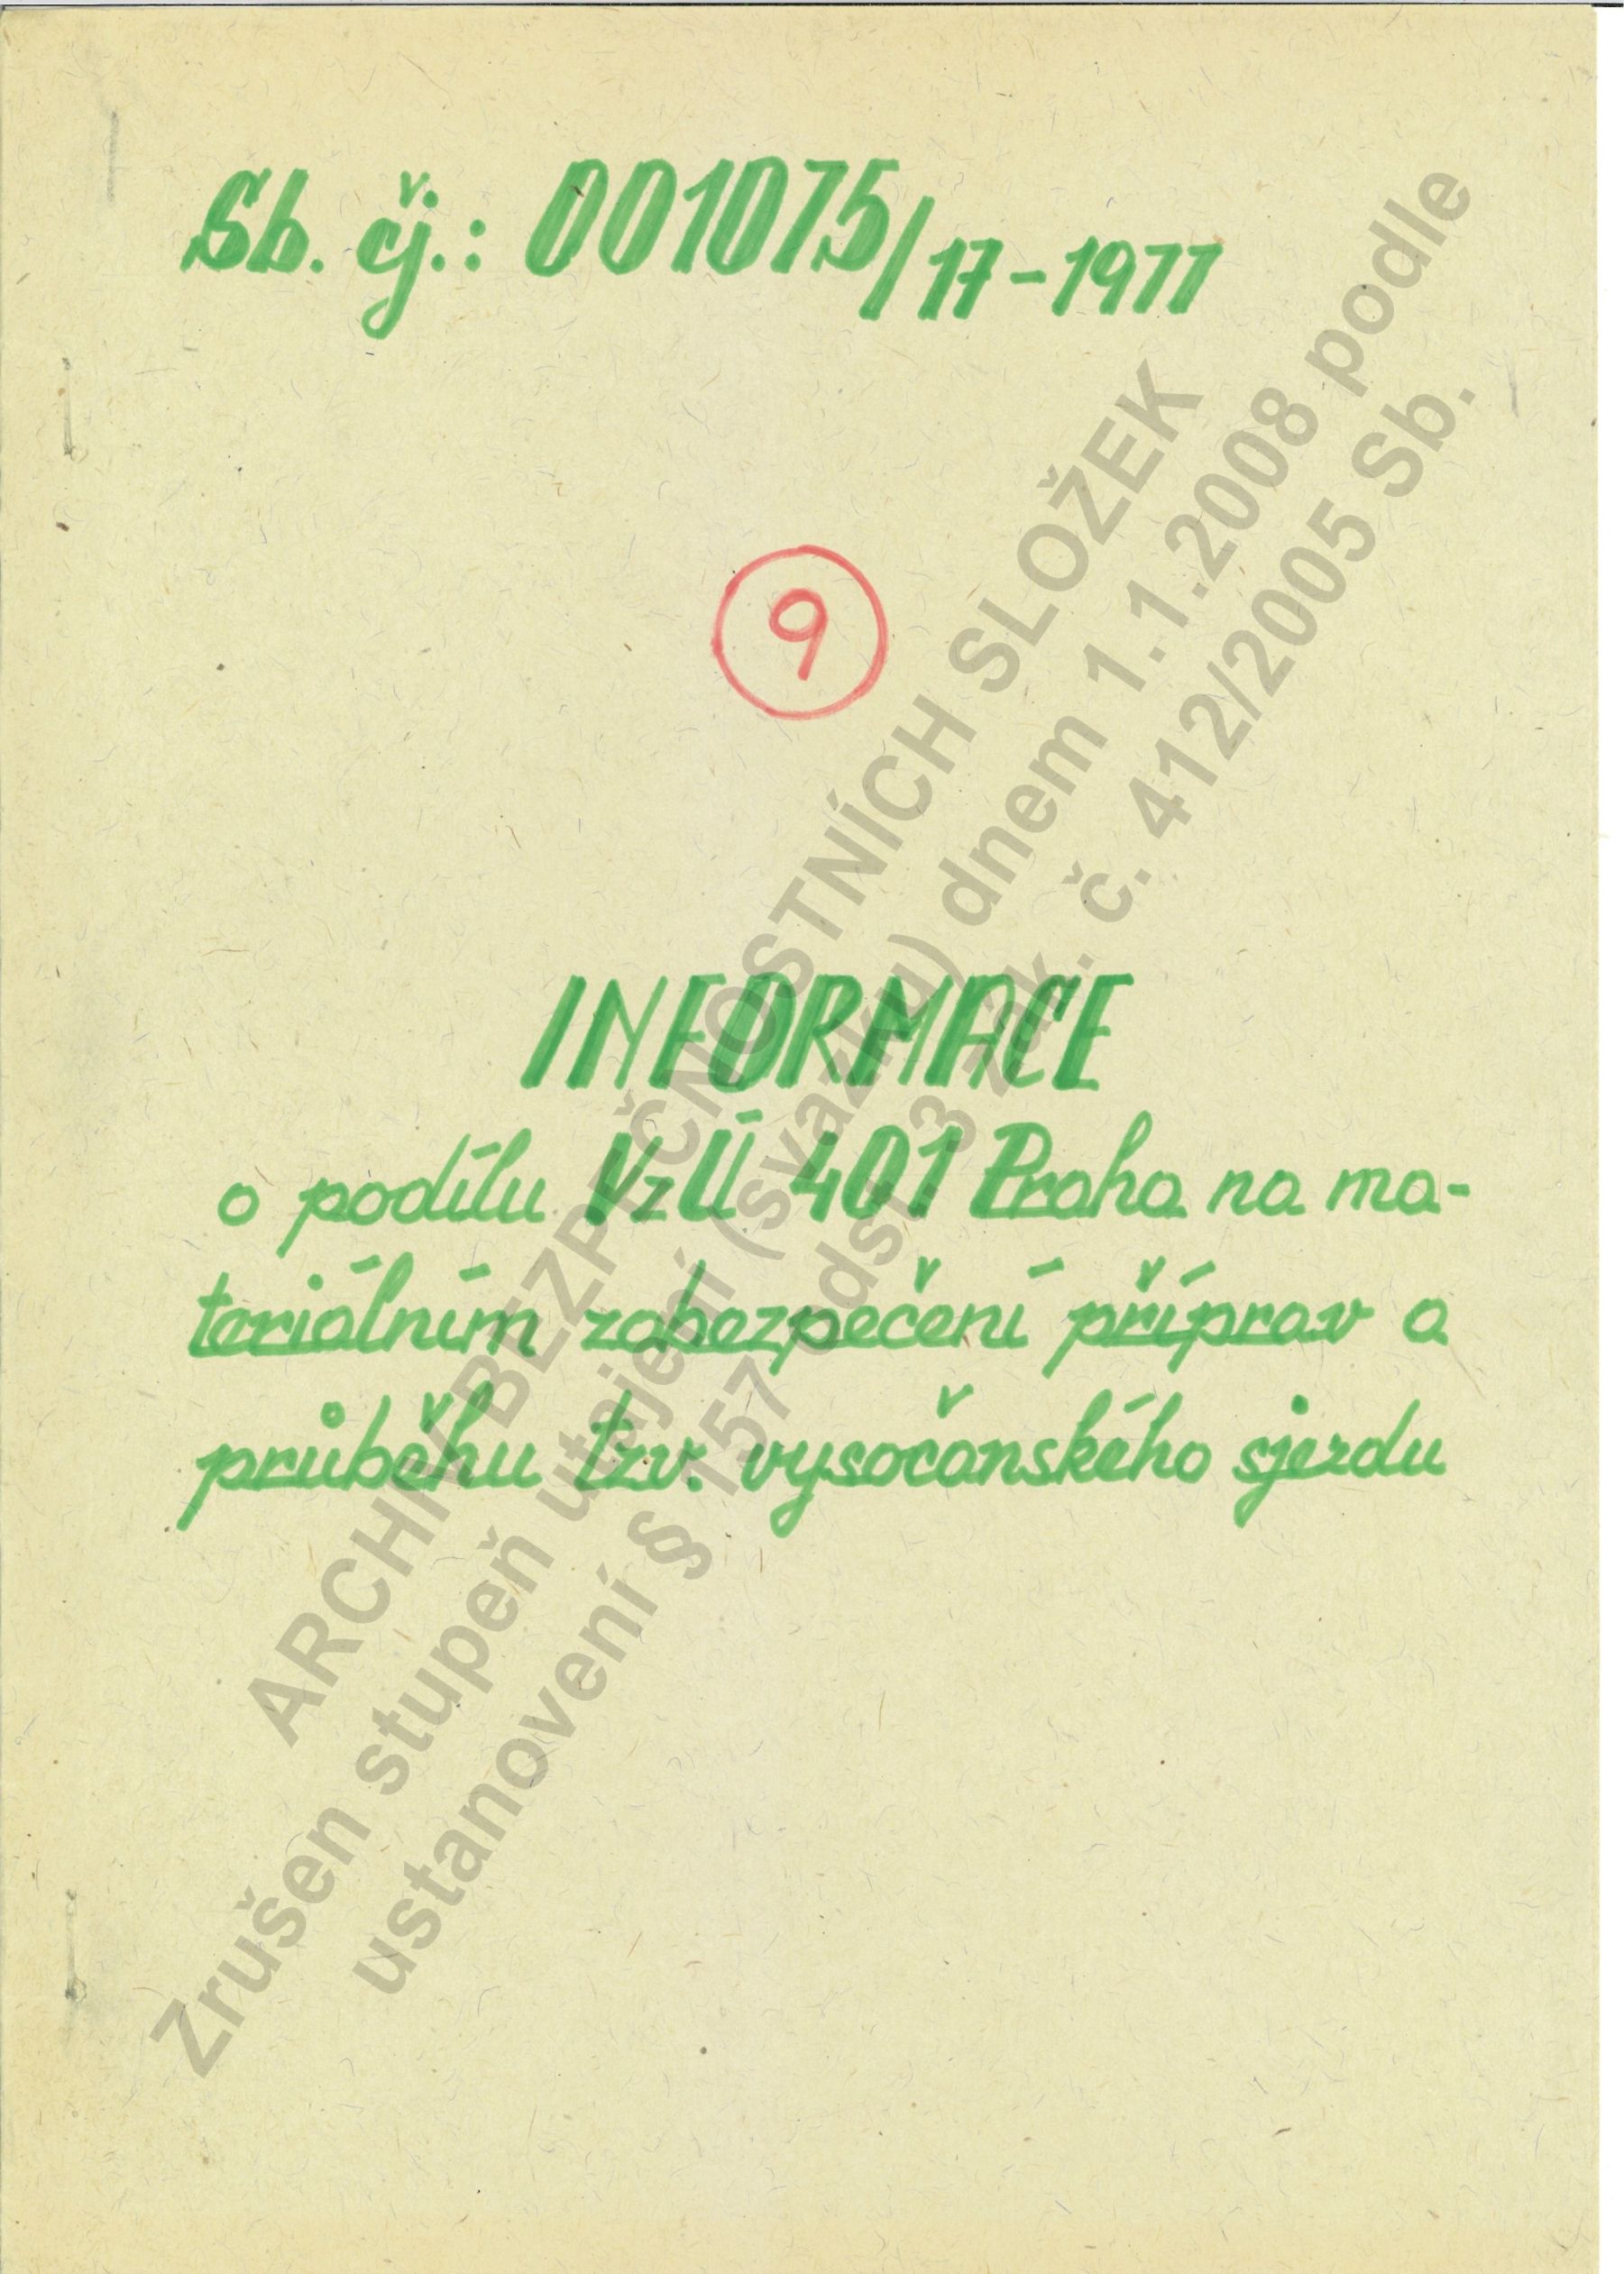 Sb. čj.: 001075/17-1977
9
INFORMACE
o podílu VzÚ 401 Praha na ma-
teriálním zabezpečení příprav a
průběhu tzv. vysočanského sjezdu
ARCHIV BEZPEČNOSTNÍCH SLOŽEK
Zrušen stupeň utajení (svazku) dnem 1.1.2008 podle
ustanovení § 157 odst. 3 zák. č. 412/2005 Sb.